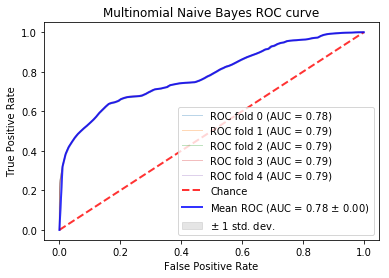 Multinomial Naive Bayes ROC curve
True Positive Rate
1.0
0.8
0.6
0.4
0.2
0.0
ROC fold 0 (AUC = 0.78)
ROC fold 1 (AUC = 0.79)
ROC fold 2 (AUC = 0.79)
ROC fold 3 (AUC = 0.79)
ROC fold 4 (AUC = 0.79)
Chance
Mean ROC (AUC = 0.78 ± 0.00)
± 1 std. dev.
0.0 0.2 0.4 0.6 0.8 1.0
False Positive Rate